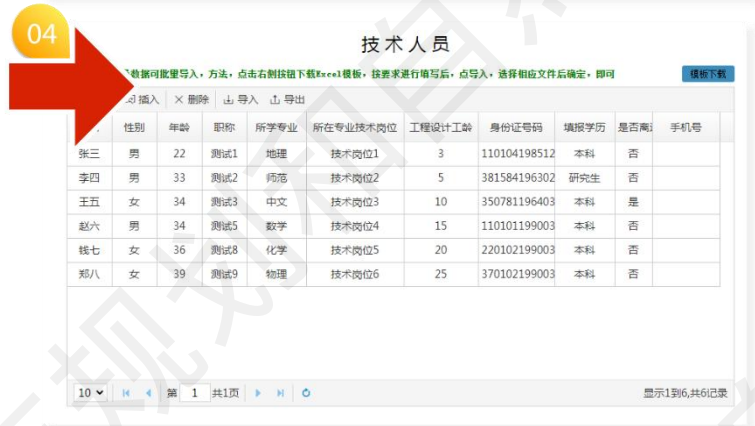 04
技术人员
数据可批量导入，方法，点击右侧按钮下载Excel模板，按要求进行填写后，点导入，选择相应文件后确定，即可
模板下载
插入 删除 导入 导出
性别 年龄 职称 所学专业 所在专业技术岗位 工程设计工龄 身份证号码 填报学历 是否离 手机号
张三 男 22 测试1 地理 技术岗位1 3 110104198512 本科 否
李四 男 33 测试2 师范 技术岗位2 5 381584196302 研究生 否
王五 女 34 测试3 中文 技术岗位3 10 350781196403 本科 是
赵六 男 34 测试5 数学 技术岗位4 15 110101199003 本科 否
钱七 女 36 测试8 化学 技术岗位5 20 220102199003 本科 否
郑八 女 39 测试9 物理 技术岗位6 25 370102199003 本科 否
10 第 1 共1页 显示1到6,共6记录